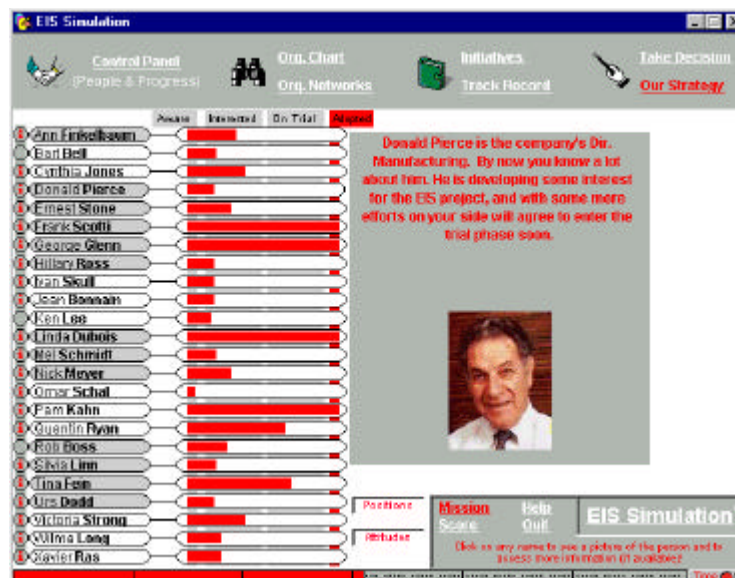 EIS Simulation
Control Panel
(People & Progress)
Org. Chart
Org. Networks
Initiatives
Track Record
Take Decision
Our Strategy
Aware Interested On Trial Adopted
Ann Finkelbaum
Bart Bell
Cynthia Jones
Donald Pierce
Ernest Stone
Frank Scotti
George Glenn
Hillary Ross
Ivan Skull
Jean Bonnain
Ken Lee
Linda Dubois
Mel Schmidt
Nick Meyer
Omar Schal
Pam Kahn
Quentin Ryan
Rob Boss
Silvia Linn
Tina Fein
Urs Dadd
Victoria Strong
Wilma Long
Xavier Ras
Donald Pierce is the company's Dir.
Manufacturing. By now you know a lot
about him. He is developing some interest
for the EIS project, and with some more
efforts on your side will agree to enter the
trial phase soon.
Positions
Attitudes
Mission
Help
Score
Quit
EIS Simulation
Click on any name to see a picture of the person and to
assess more information (if available)
Time